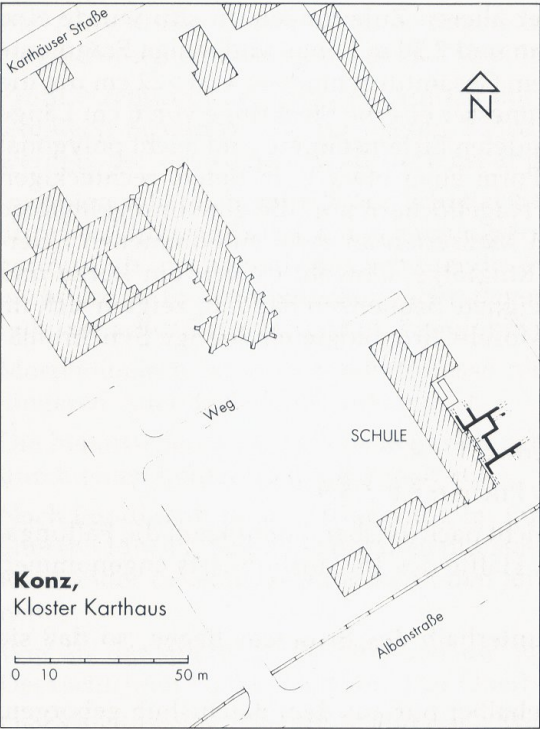 Karthäuser Straße
N
Weg
SCHULE
Konz,
Kloster Karthaus
Albanstraße
0 10 50 m